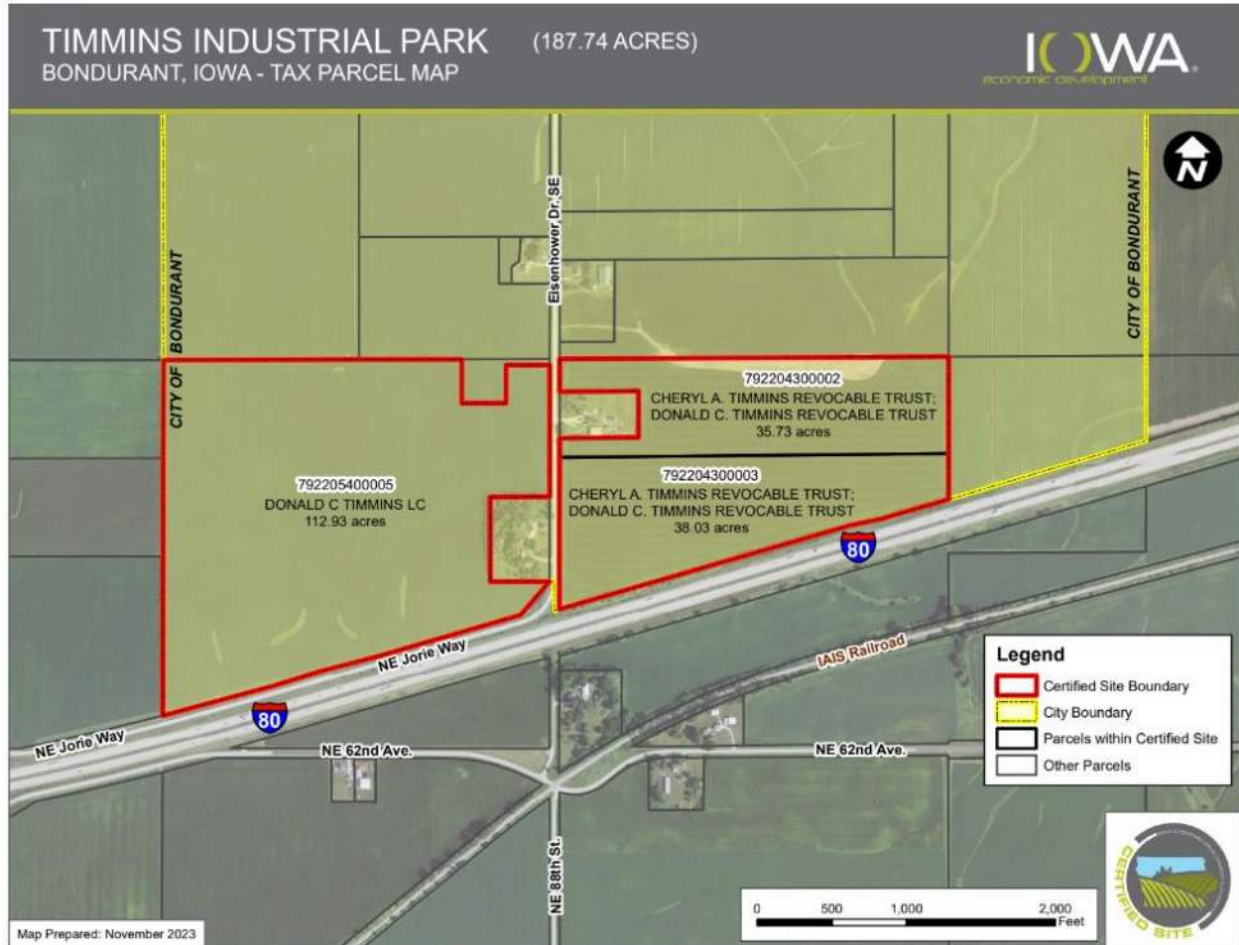 TIMMINS INDUSTRIAL PARK (187.74 ACRES)
BONDURANT, IOWA - TAX PARCEL MAP
IOWA
economic development
N
CITY OF BONDURANT
Eisenhower Dr. SE
CITY OF BONDURANT
792204300002
CHERYL A. TIMMINS REVOCABLE TRUST;
DONALD C. TIMMINS REVOCABLE TRUST
35.73 acres
792205400005
DONALD C TIMMINS LC
112.93 acres
792204300003
CHERYL A. TIMMINS REVOCABLE TRUST;
DONALD C. TIMMINS REVOCABLE TRUST
38.03 acres
80
NE Jorie Way
IAIS Railroad
80
NE Jorie Way
NE 62nd Ave.
NE 62nd Ave.
NE 88th St.
Legend
Certified Site Boundary
City Boundary
Parcels within Certified Site
Other Parcels
0 500 1,000 2,000
Feet
CERTIFIED SITE
Map Prepared: November 2023